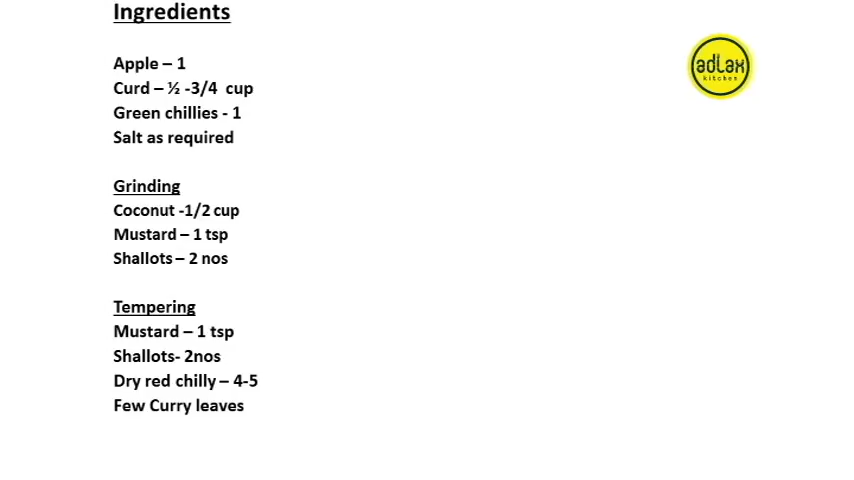 Ingredients
Apple – 1
Curd – ½ -3/4 cup
Green chillies - 1
Salt as required
Grinding
Coconut -1/2 cup
Mustard – 1 tsp
Shallots – 2 nos
Tempering
Mustard – 1 tsp
Shallots- 2nos
Dry red chilly – 4-5
Few Curry leaves
adLax
kitchen